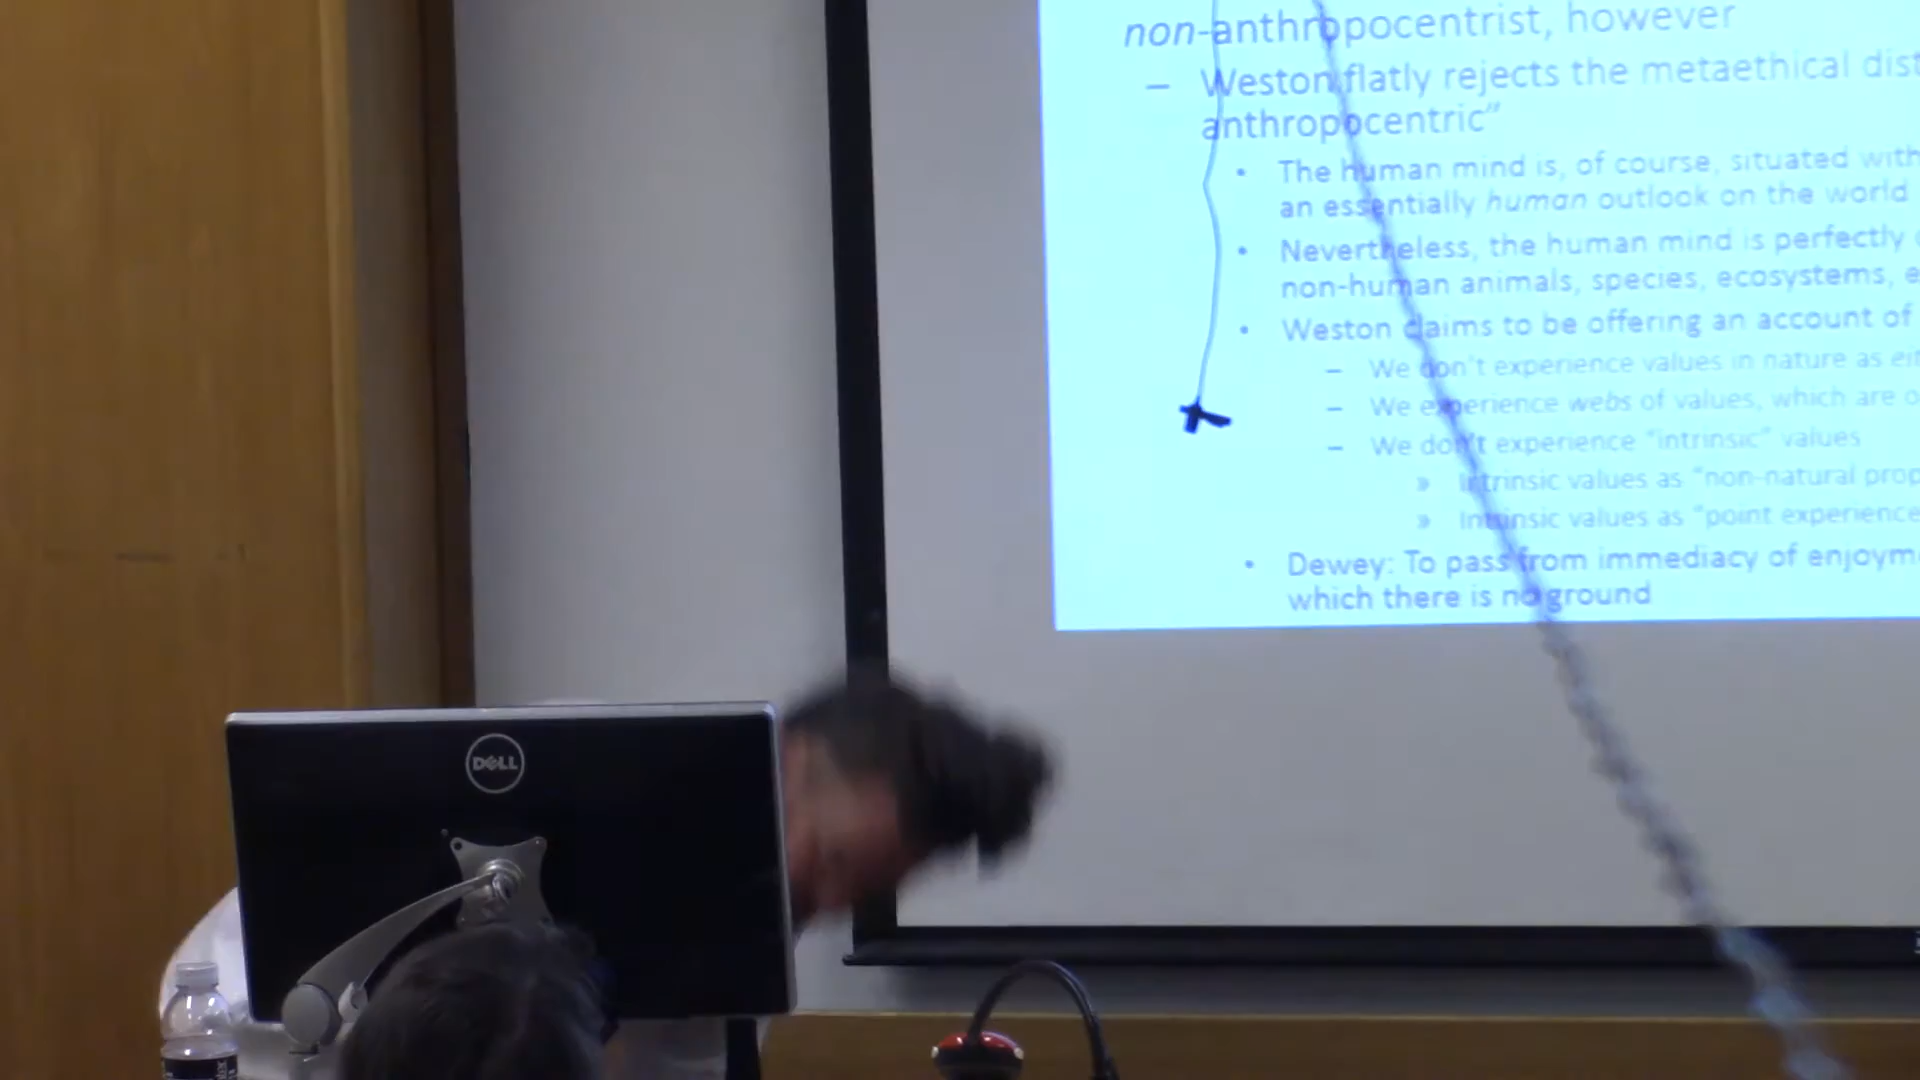 non-anthropocentrist, however
– Weston flatly rejects the metaethical
anthropocentric”
• The human mind is, of course, situated
an essentially human outlook on the world
• Nevertheless, the human mind is perfectly
non-human animals, species, ecosystems,
• Weston claims to be offering an account of
– We don't experience values in nature as
– We experience webs of values, which are
– We don't experience “intrinsic” values
» Intrinsic values as “non-natural
» Intrinsic values as “point experience
• Dewey: To pass from immediacy of
which there is no ground
DELL